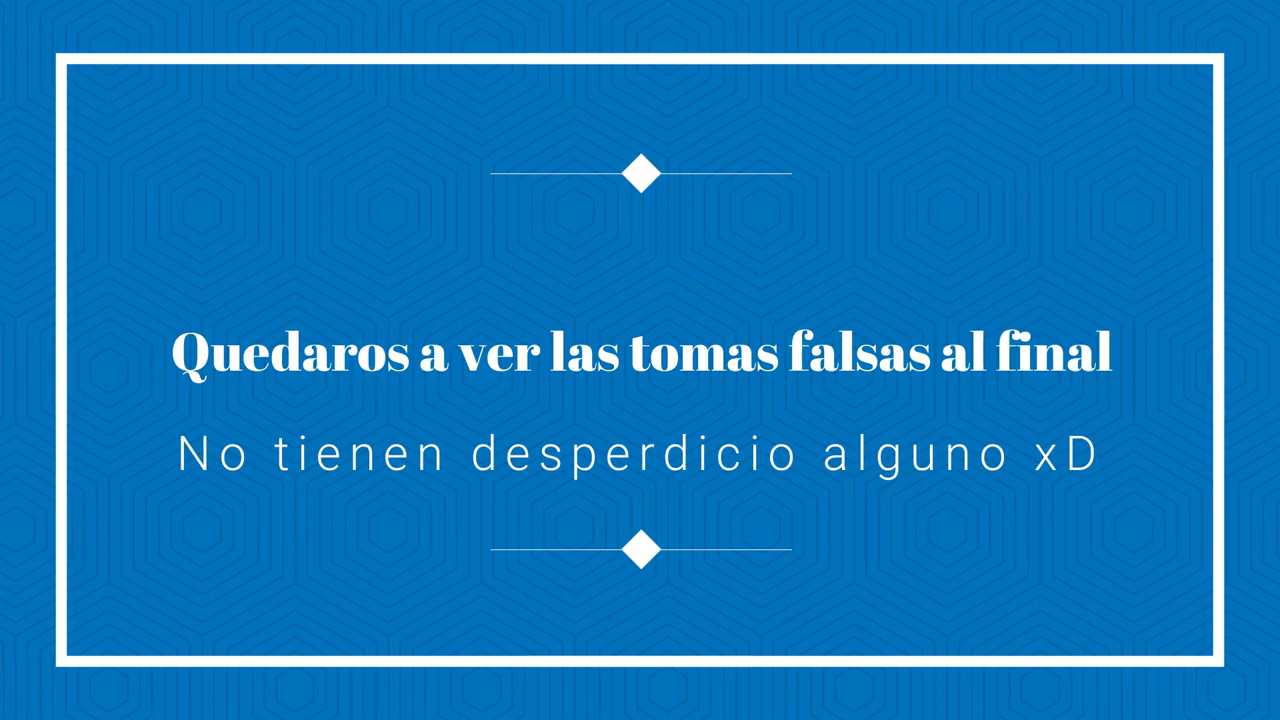 Quedaros a ver las tomas falsas al final
No tienen desperdicio alguno xD